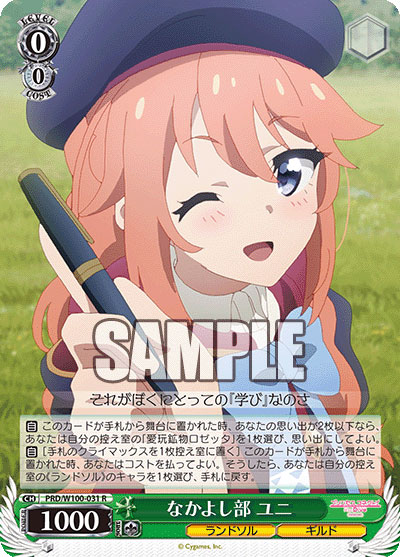 LEVEL
0
0
COST
SAMPLE
それがぼくにとっての『学び』なのさ
自 このカードが手札から舞台に置かれた時、あなたの思い出が2枚以下なら、
あなたは自分の控え室の「愛玩鉱物ロゼッタ」を1枚選び、思い出にしてよい。
自 [手札のクライマックスを1枚控え室に置く] このカードが手札から舞台に
置かれた時、あなたはコストを払ってよい。そうしたら、あなたは自分の控え室
の《ランドソル》のキャラを1枚選び、手札に戻す。
CH
PRD/W100-031 R
なかよし部 ユニ
POWER
1000
ランドソル
ギルド
© Cygames, Inc.